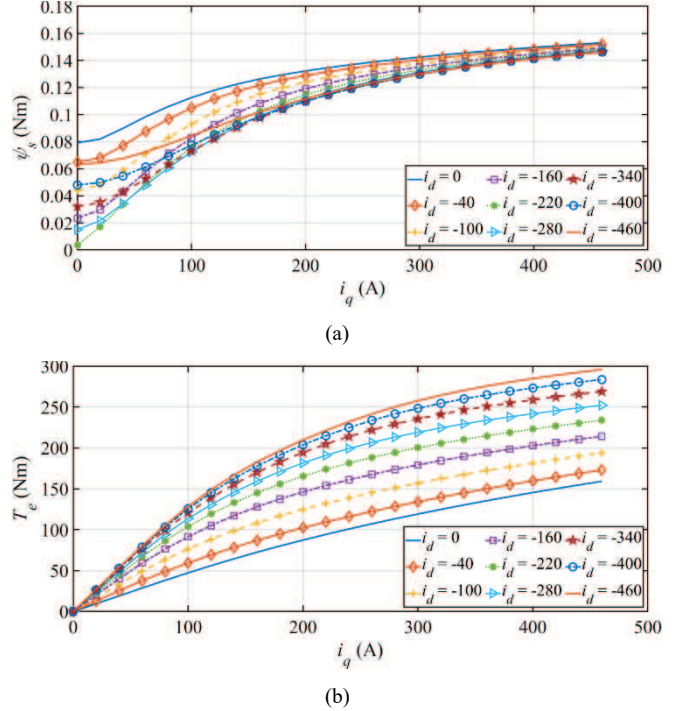 0.18
0.16
0.14
0.12
0.1
0.08
0.06
0.04
0.02
0
ψs (Nm)
id = 0 id = -160 id = -340
id = -40 id = -220 id = -400
id = -100 id = -280 id = -460
0 100 200 300 400 500
iq (A)
(a)
300
250
200
150
100
50
0
Te (Nm)
id = 0 id = -160 id = -340
id = -40 id = -220 id = -400
id = -100 id = -280 id = -460
0 100 200 300 400 500
iq (A)
(b)